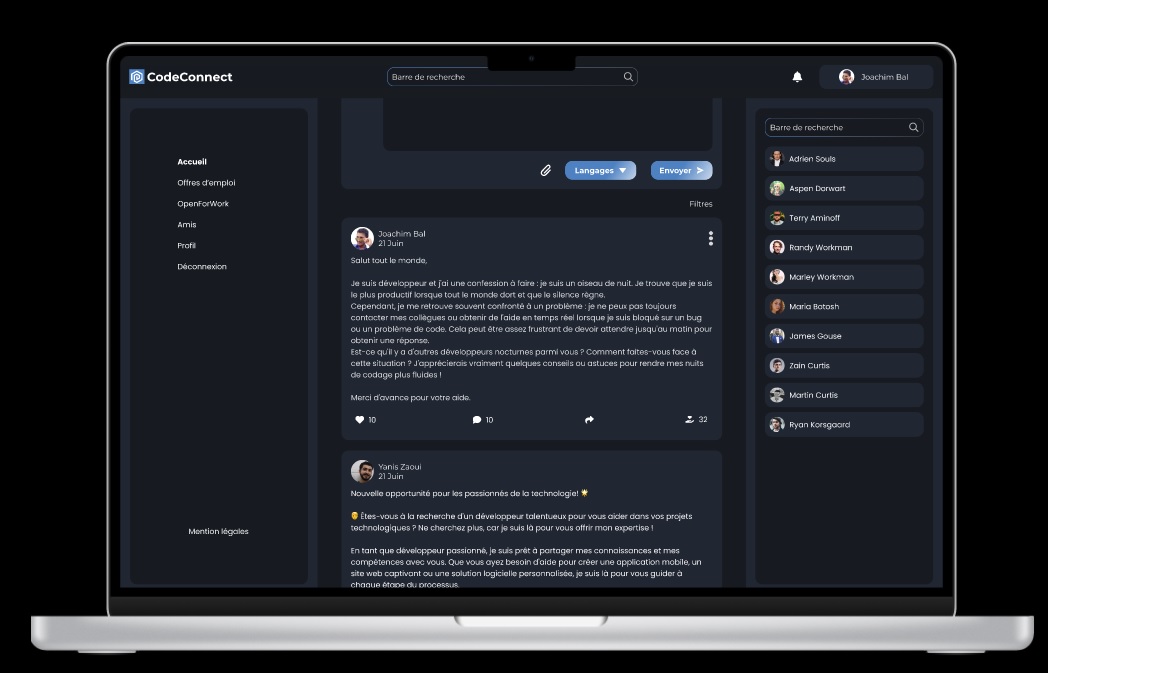 CodeConnect
Barre de recherche
Joachim Bal
Accueil
Offres d'emploi
OpenForWork
Amis
Profil
Déconnexion
Mention légales
Langages
Envoyer
Filtres
Joachim Bal
21 Juin
Salut tout le monde,
Je suis développeur et j'ai une confession à faire : je suis un oiseau de nuit. Je trouve que je suis
le plus productif lorsque tout le monde dort et que le silence règne.
Cependant, je me retrouve souvent confronté à un problème : je ne peux pas toujours
contacter mes collègues ou obtenir de l'aide en temps réel lorsque je suis bloqué sur un bug
ou un problème de code. Cela peut être assez frustrant de devoir attendre jusqu'au matin pour
obtenir une réponse.
Est-ce qu'il y a d'autres développeurs nocturnes parmi vous ? Comment faites-vous face à
cette situation ? J'apprécierais vraiment quelques conseils ou astuces pour rendre mes nuits
de codage plus fluides !
Merci d'avance pour votre aide.
10
10
32
Yanis Zaoui
21 Juin
Nouvelle opportunité pour les passionnés de la technologie! 🌟
Êtes-vous à la recherche d'un développeur talentueux pour vous aider dans vos projets
technologiques ? Ne cherchez plus, car je suis là pour vous offrir mon expertise !
En tant que développeur passionné, je suis prêt à partager mes connaissances et mes
compétences avec vous. Que vous ayez besoin d'aide pour créer une application mobile, un
site web captivant ou une solution logicielle personnalisée, je suis là pour vous guider à
chaque étape du processus.
Barre de recherche
Adrien Souls
Aspen Dorwart
Terry Aminoff
Randy Workman
Marley Workman
Maria Botosh
James Gouse
Zain Curtis
Martin Curtis
Ryan Korsgaard